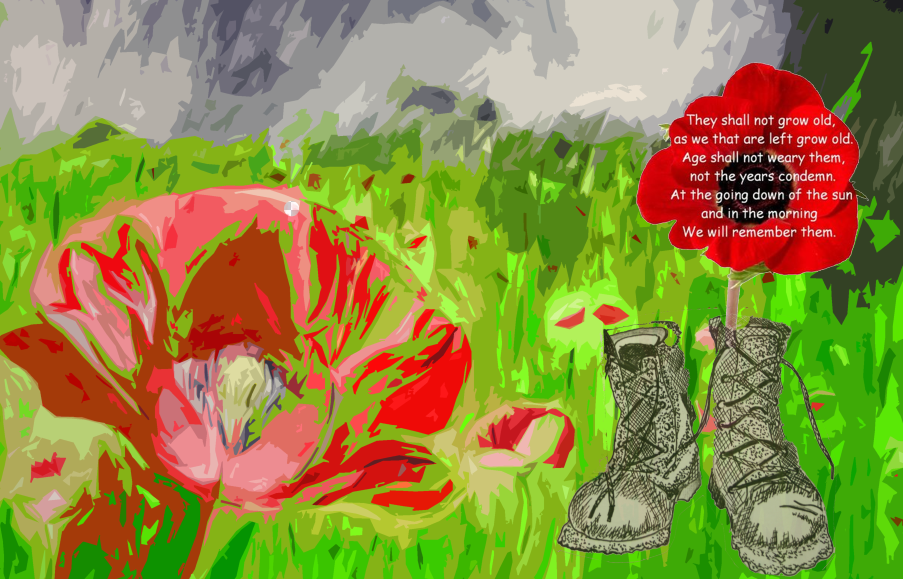 They shall not grow old,
as we that are left grow old.
Age shall not weary them,
not the years condemn.
At the going down of the sun
and in the morning
We will remember them.